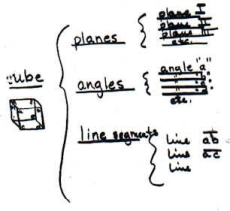 plane I
plane II
plane III
etc.
planes
cube
angle "a"
angles
etc.
line segments
line ab
line ac
line